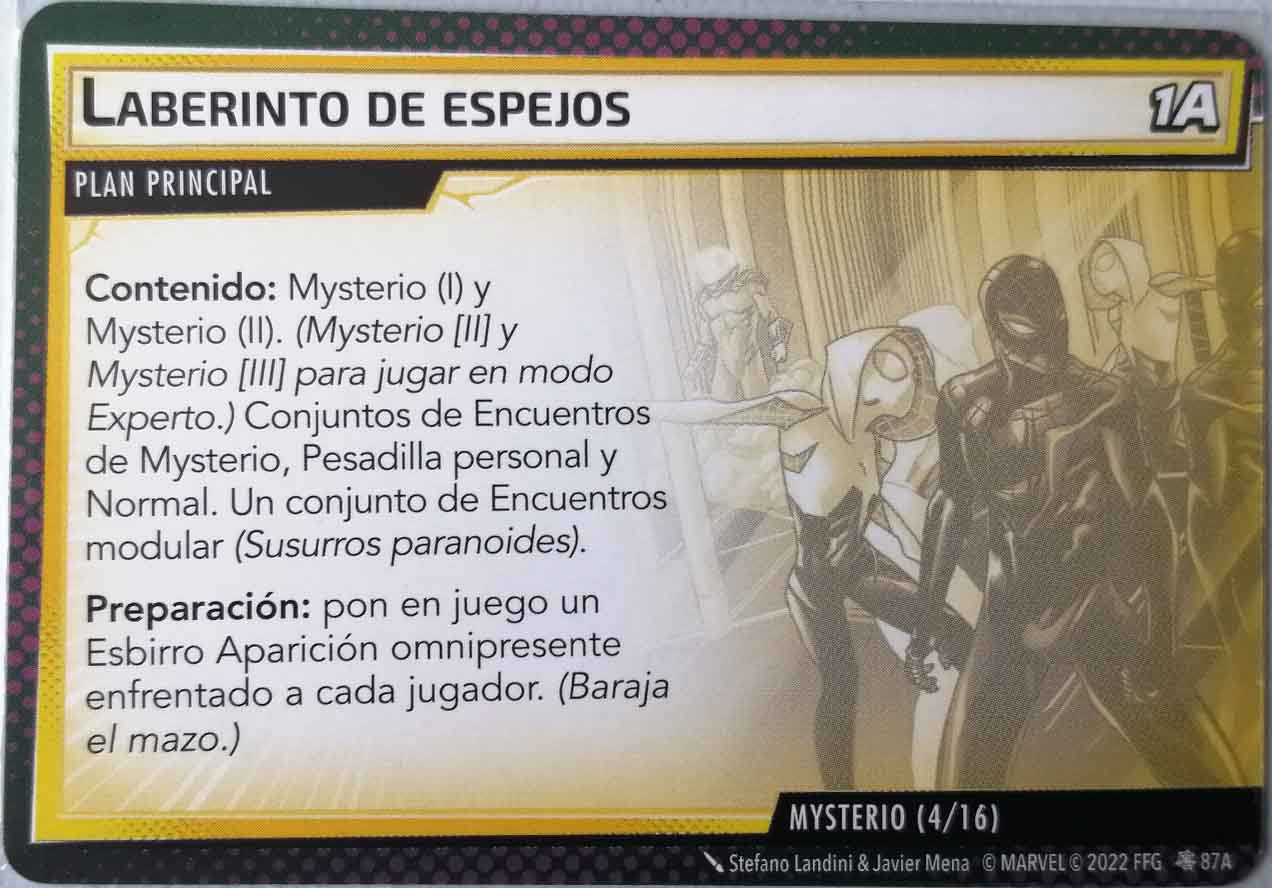 LABERINTO DE ESPEJOS
1A
PLAN PRINCIPAL
Contenido: Mysterio (I) y
Mysterio (II). (Mysterio [II] y
Mysterio [III] para jugar en modo
Experto.) Conjuntos de Encuentros
de Mysterio, Pesadilla personal y
Normal. Un conjunto de Encuentros
modular (Susurros paranoides).
Preparación: pon en juego un
Esbirro Aparición omnipresente
enfrentado a cada jugador. (Baraja
el mazo.)
MYSTERIO (4/16)
Stefano Landini & Javier Mena © MARVEL © 2022 FFG 87A